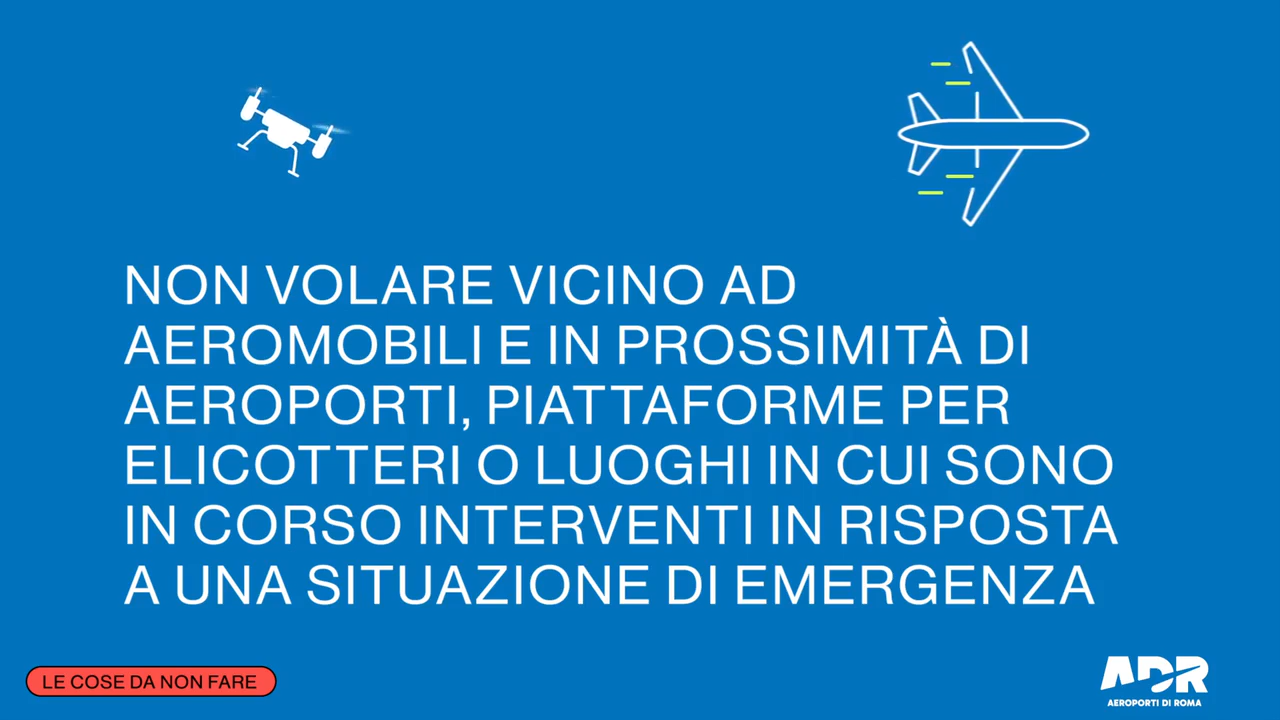 NON VOLARE VICINO AD
AEROMOBILI E IN PROSSIMITÀ DI
AEROPORTI, PIATTAFORME PER
ELICOTTERI O LUOGHI IN CUI SONO
IN CORSO INTERVENTI IN RISPOSTA
A UNA SITUAZIONE DI EMERGENZA
LE COSE DA NON FARE
ADR
AEROPORTI DI ROMA